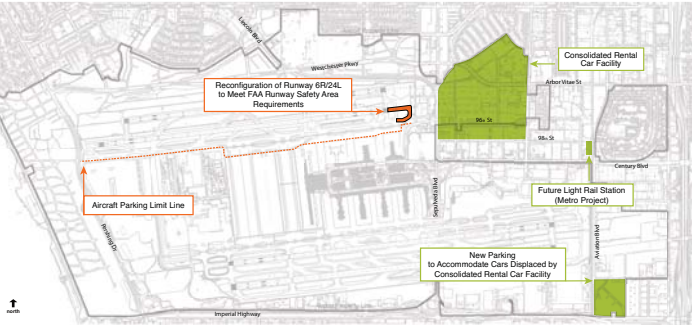 Lincoln Blvd
Westchester Pkwy
Consolidated Rental
Car Facility
Reconfiguration of Runway 6R/24L
to Meet FAA Runway Safety Area
Requirements
Arbor Vitae St
96th St
98th St
Century Blvd
Aircraft Parking Limit Line
Sepulveda Blvd
Future Light Rail Station
(Metro Project)
Pershing Dr
Aviation Blvd
New Parking
to Accommodate Cars Displaced by
Consolidated Rental Car Facility
north
Imperial Highway